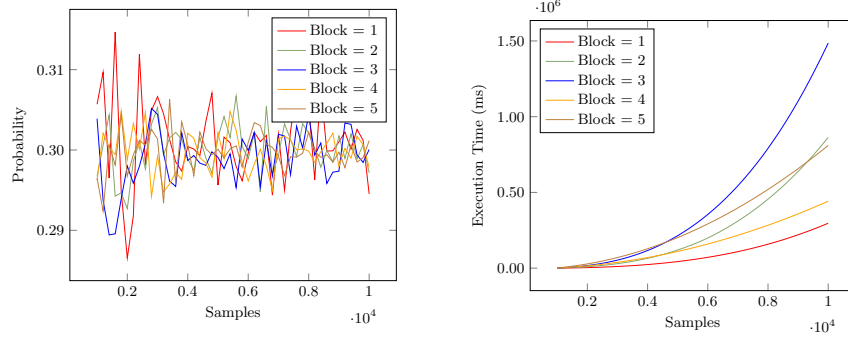 Block = 1
Block = 2
Block = 3
Block = 4
Block = 5
0.31
0.30
0.29
Probability
0.2 0.4 0.6 0.8 1
Samples
·10⁴
·10⁶
Block = 1
Block = 2
Block = 3
Block = 4
Block = 5
1.50
1.00
0.50
0.00
Execution Time (ms)
0.2 0.4 0.6 0.8 1
Samples
·10⁴